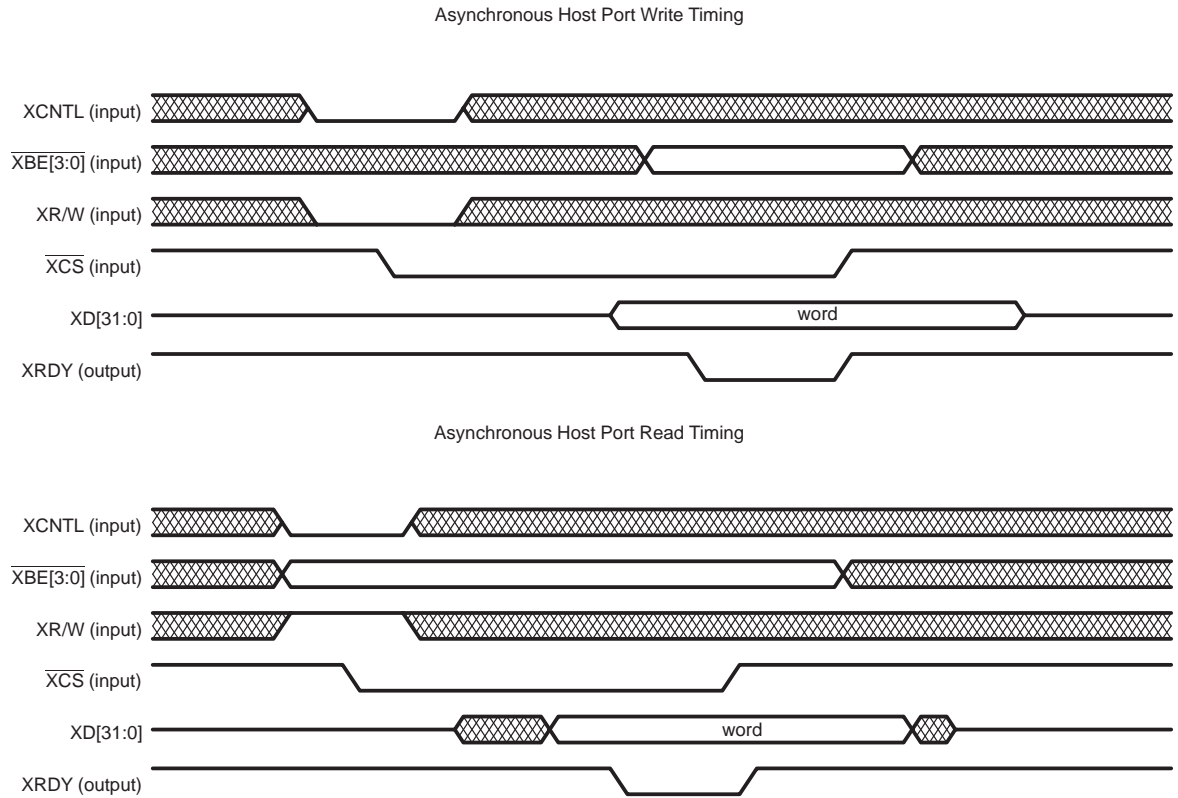 Asynchronous Host Port Write Timing
XCNTL (input)
XBE[3:0] (input)
XR/W (input)
XCS (input)
XD[31:0]
word
XRDY (output)
Asynchronous Host Port Read Timing
XCNTL (input)
XBE[3:0] (input)
XR/W (input)
XCS (input)
XD[31:0]
word
XRDY (output)